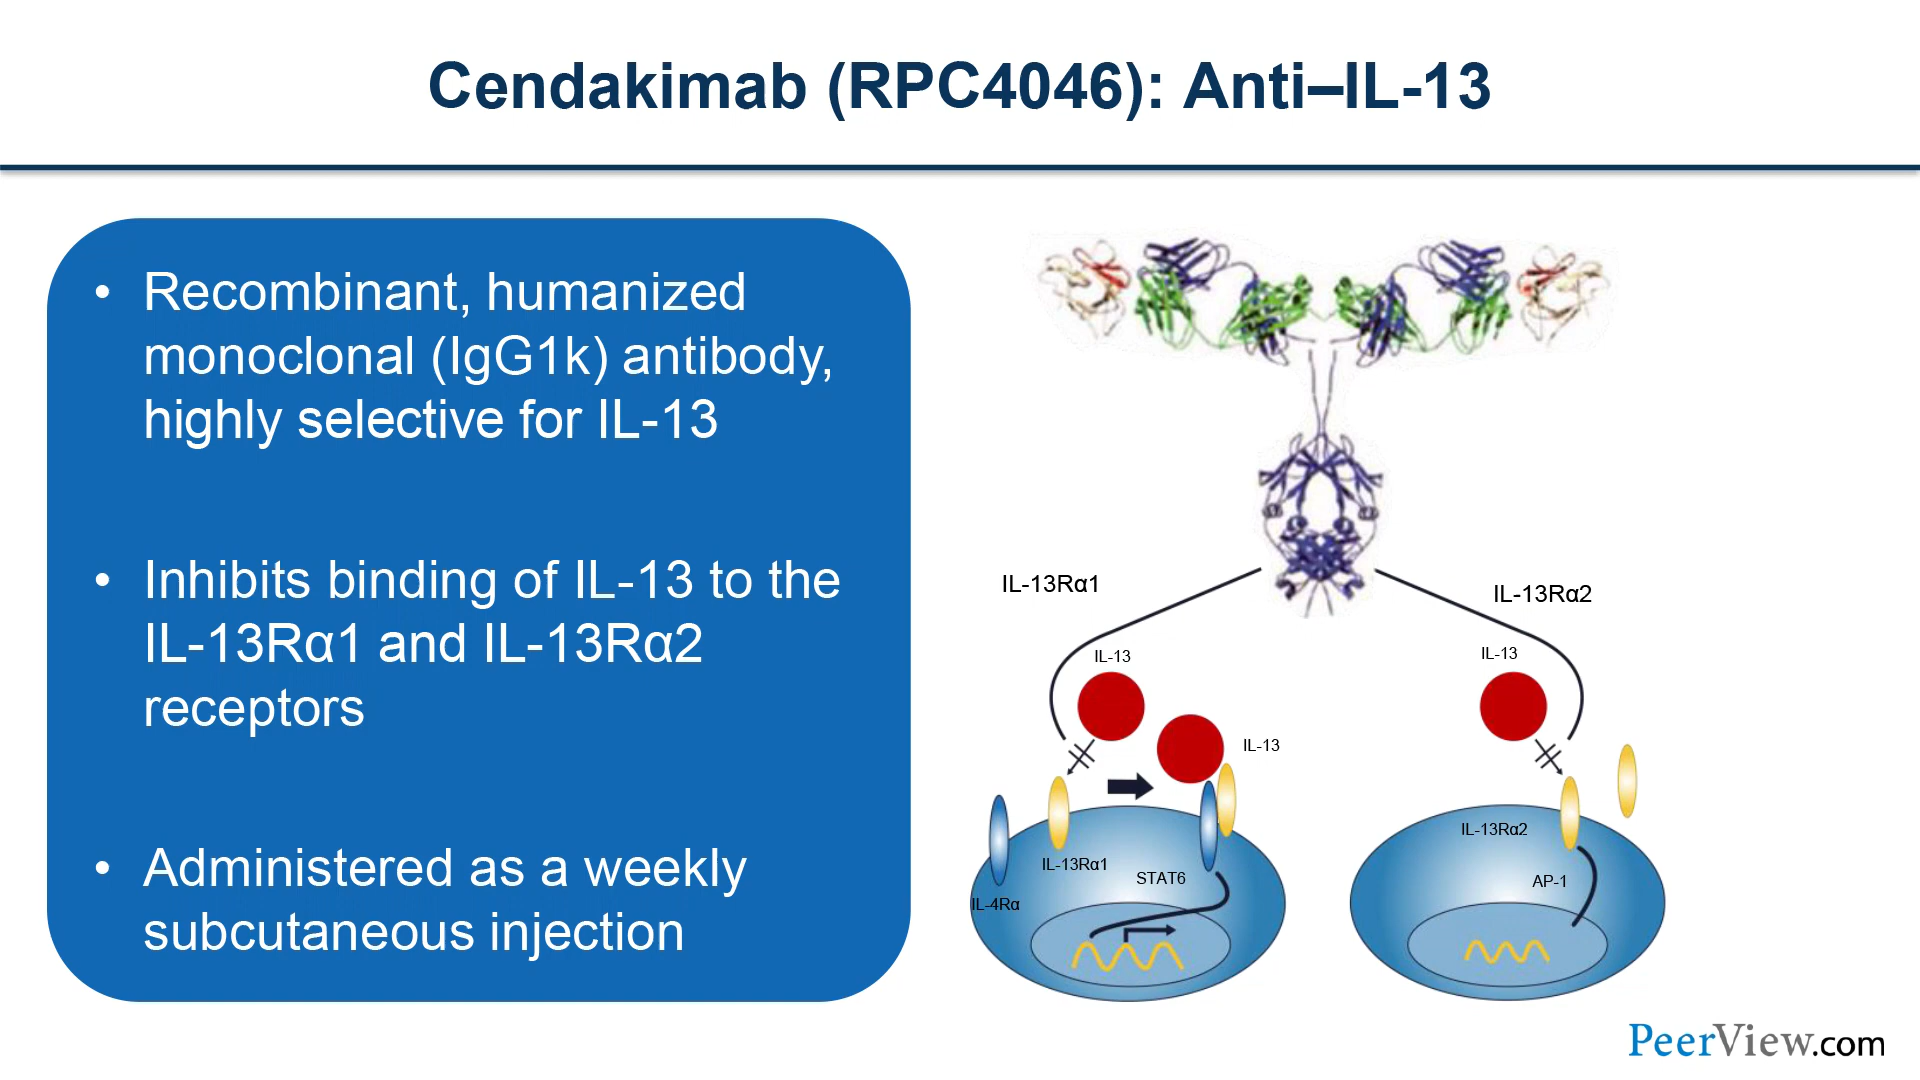 Cendakimab (RPC4046): Anti–IL-13
• Recombinant, humanized
monoclonal (IgG1k) antibody,
highly selective for IL-13
• Inhibits binding of IL-13 to the
IL-13Rα1 and IL-13Rα2
receptors
• Administered as a weekly
subcutaneous injection
IL-13Rα1
IL-13Rα2
IL-13
IL-13
IL-13
IL-13Rα1
STAT6
IL-4Rα
IL-13Rα2
AP-1
PeerView.com